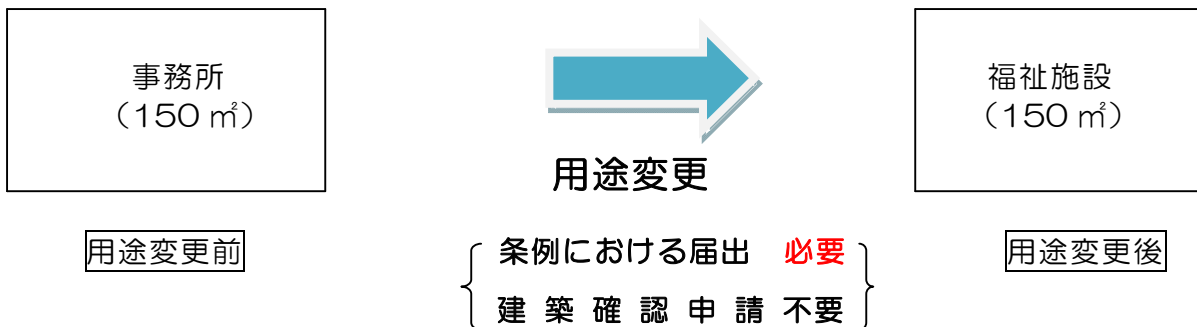 事務所
（150 ㎡）
用途変更前
用途変更
条例における届出　必要
建 築 確 認 申 請 不要
福祉施設
（150 ㎡）
用途変更後